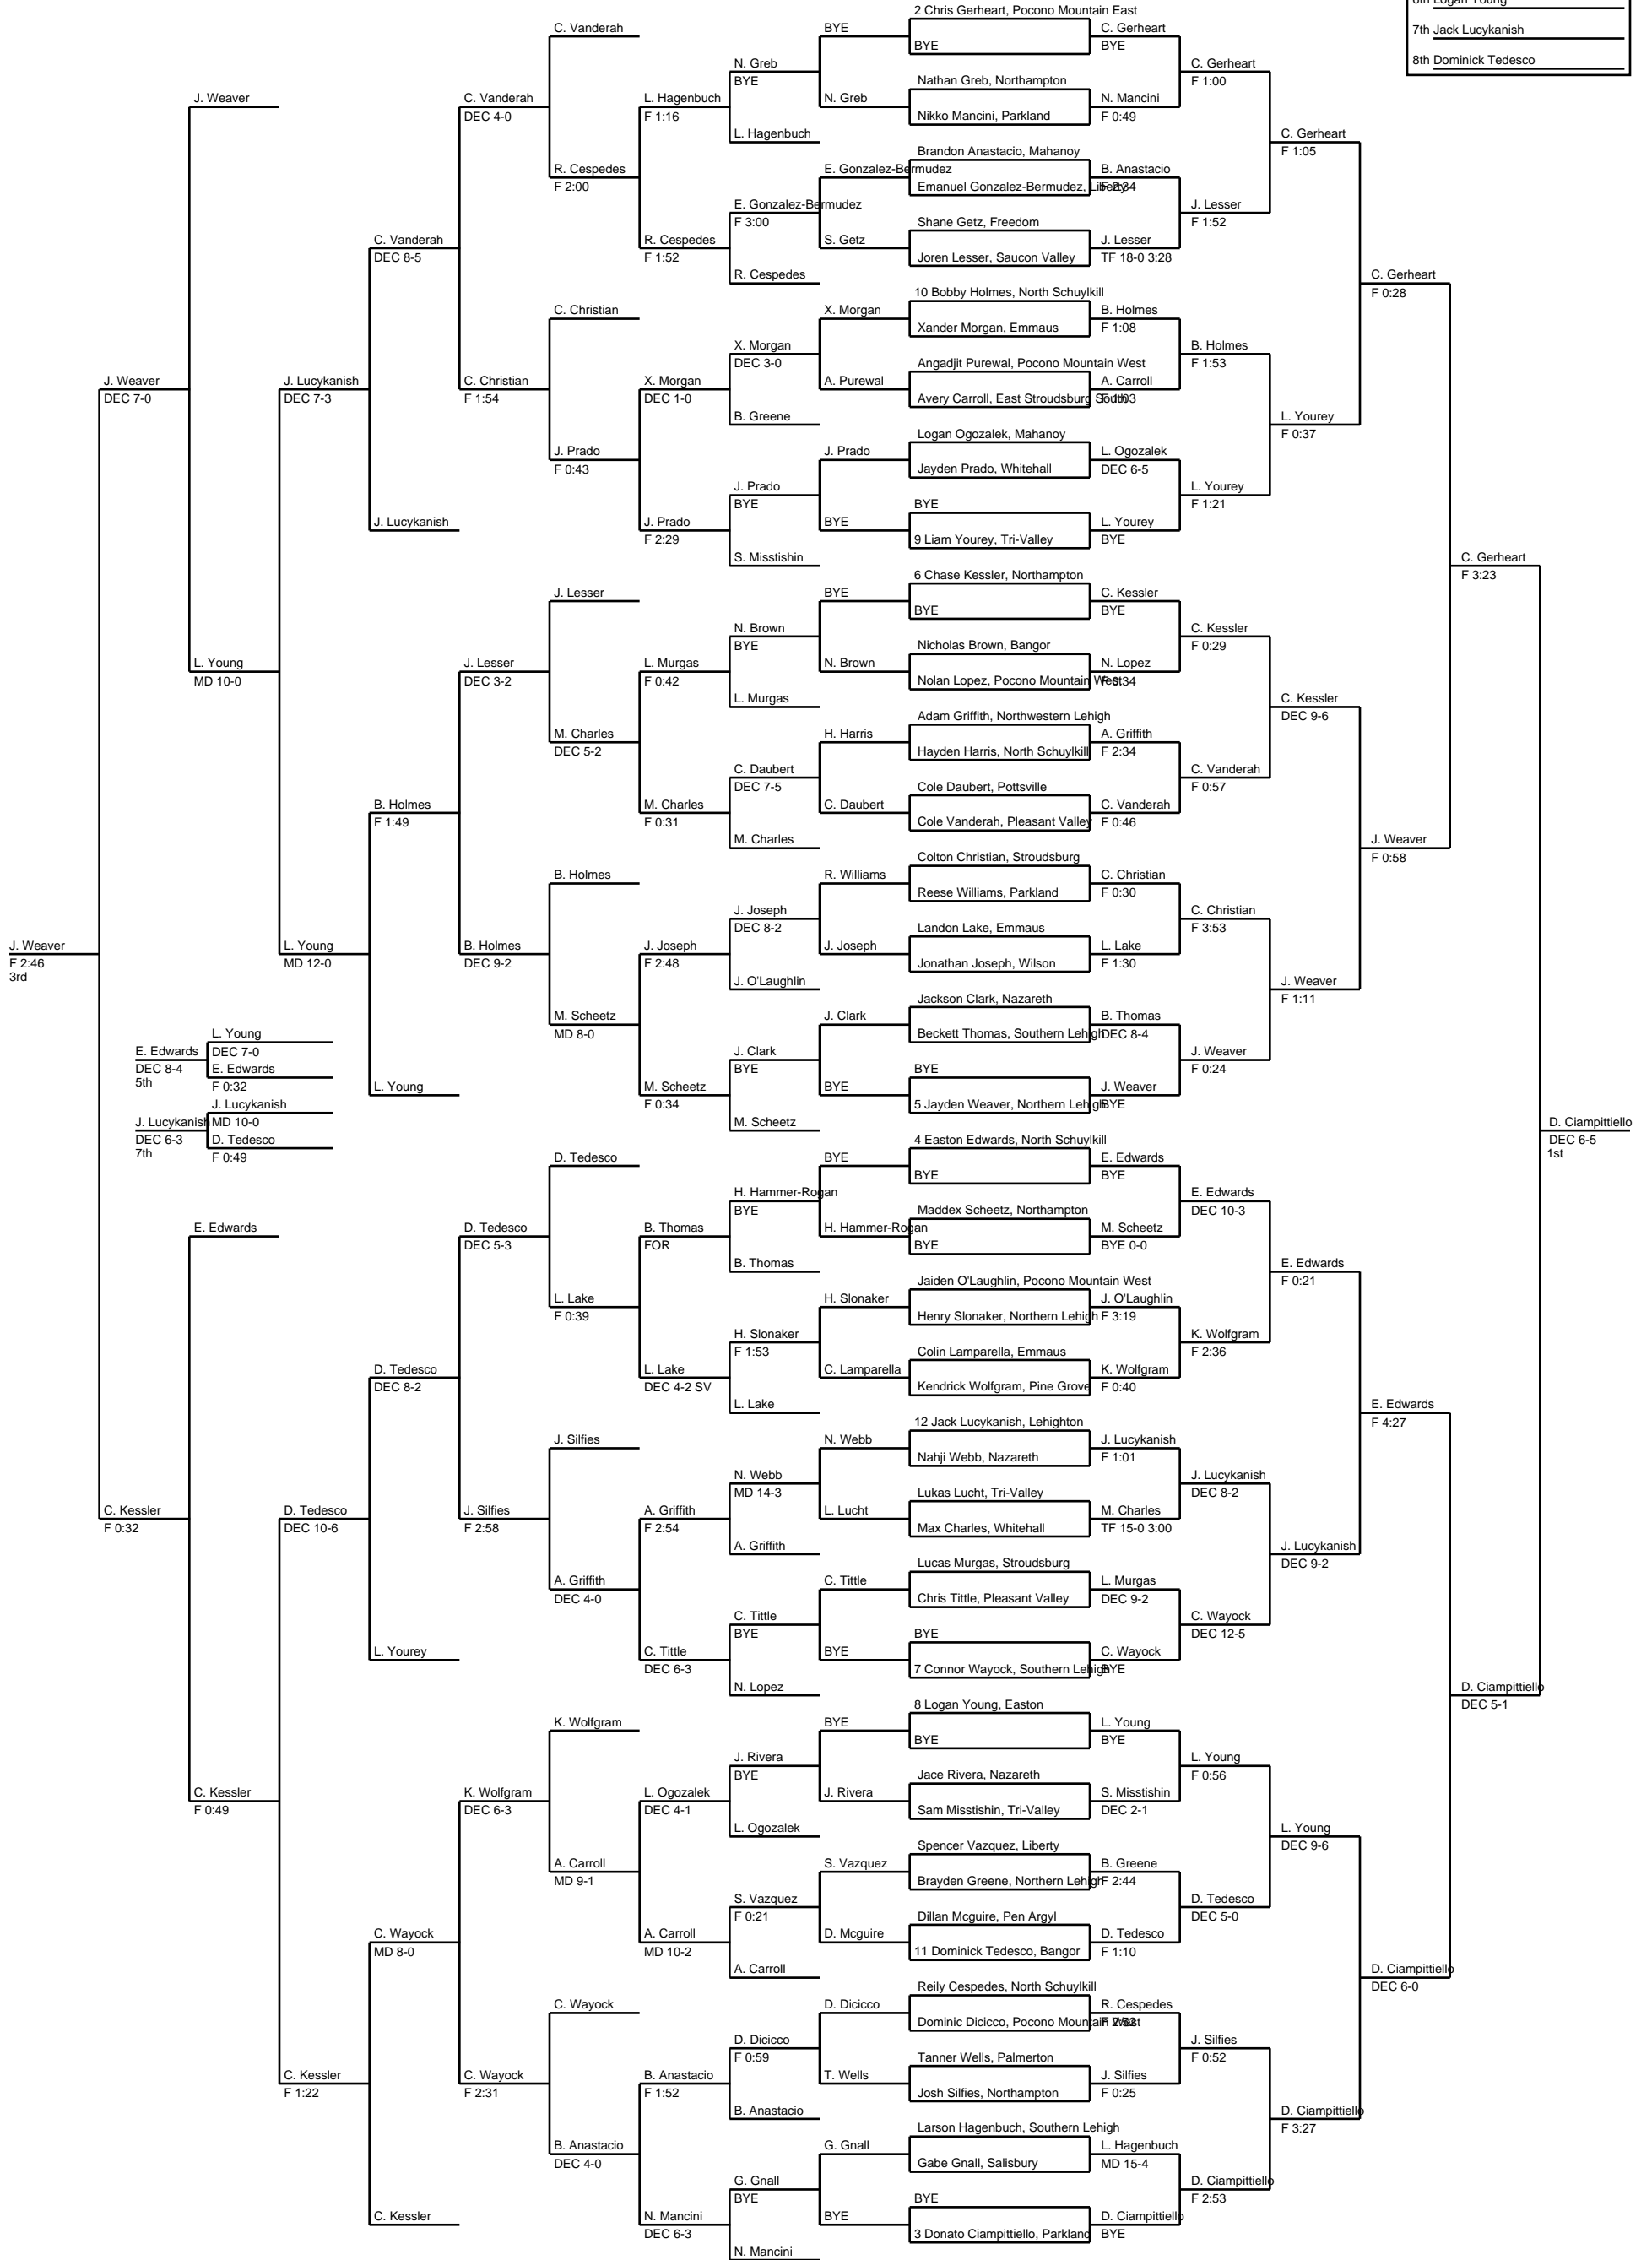 6th Logan Young
7th Jack Lucykanish
8th Dominick Tedesco
2 Chris Gerheart, Pocono Mountain East
BYE
Nathan Greb, Northampton
Nikko Mancini, Parkland
Brandon Anastacio, Mahanoy
Emanuel Gonzalez-Bermudez, Liberty
Shane Getz, Freedom
Joren Lesser, Saucon Valley
10 Bobby Holmes, North Schuylkill
Xander Morgan, Emmaus
Angadjit Purewal, Pocono Mountain West
Avery Carroll, East Stroudsburg South
Logan Ogozalek, Mahanoy
Jayden Prado, Whitehall
BYE
9 Liam Yourey, Tri-Valley
6 Chase Kessler, Northampton
BYE
Nicholas Brown, Bangor
Nolan Lopez, Pocono Mountain West
Adam Griffith, Northwestern Lehigh
Hayden Harris, North Schuylkill
Cole Daubert, Pottsville
Cole Vanderah, Pleasant Valley
Colton Christian, Stroudsburg
Reese Williams, Parkland
Landon Lake, Emmaus
Jonathan Joseph, Wilson
Jackson Clark, Nazareth
Beckett Thomas, Southern Lehigh
BYE
5 Jayden Weaver, Northern Lehigh
4 Easton Edwards, North Schuylkill
BYE
Maddex Scheetz, Northampton
BYE
Jaiden O'Laughlin, Pocono Mountain West
Henry Slonaker, Northern Lehigh
Colin Lamparella, Emmaus
Kendrick Wolfgram, Pine Grove
12 Jack Lucykanish, Lehighton
Nahji Webb, Nazareth
Lukas Lucht, Tri-Valley
Max Charles, Whitehall
Lucas Murgas, Stroudsburg
Chris Tittle, Pleasant Valley
BYE
7 Connor Wayock, Southern Lehigh
8 Logan Young, Easton
BYE
Jace Rivera, Nazareth
Sam Misstishin, Tri-Valley
Spencer Vazquez, Liberty
Brayden Greene, Northern Lehigh
Dillan Mcguire, Pen Argyl
11 Dominick Tedesco, Bangor
Reily Cespedes, North Schuylkill
Dominic Dicicco, Pocono Mountain West
Tanner Wells, Palmerton
Josh Silfies, Northampton
Larson Hagenbuch, Southern Lehigh
Gabe Gnall, Salisbury
BYE
3 Donato Ciampittiello, Parkland
C. Gerheart
BYE
N. Mancini
F 0:49
B. Anastacio
F 2:34
J. Lesser
TF 18-0 3:28
B. Holmes
F 1:08
A. Carroll
F 1:03
L. Ogozalek
DEC 6-5
L. Yourey
BYE
C. Kessler
BYE
N. Lopez
F 0:34
A. Griffith
F 2:34
C. Vanderah
F 0:46
C. Christian
F 0:30
L. Lake
F 1:30
B. Thomas
DEC 8-4
J. Weaver
BYE
E. Edwards
BYE
M. Scheetz
BYE 0-0
J. O'Laughlin
F 3:19
K. Wolfgram
F 0:40
J. Lucykanish
F 1:01
M. Charles
TF 15-0 3:00
L. Murgas
DEC 9-2
C. Wayock
BYE
L. Young
BYE
S. Misstishin
DEC 2-1
B. Greene
F 2:44
D. Tedesco
F 1:10
R. Cespedes
F 2:52
J. Silfies
F 0:25
L. Hagenbuch
MD 15-4
D. Ciampittiello
BYE
C. Gerheart
F 1:00
J. Lesser
F 1:52
B. Holmes
F 1:53
L. Yourey
F 1:21
C. Kessler
F 0:29
C. Vanderah
F 0:57
C. Christian
F 3:53
J. Weaver
F 0:24
E. Edwards
DEC 10-3
K. Wolfgram
F 2:36
J. Lucykanish
DEC 8-2
C. Wayock
DEC 12-5
L. Young
F 0:56
D. Tedesco
DEC 5-0
J. Silfies
F 0:52
D. Ciampittiello
F 2:53
C. Gerheart
F 1:05
L. Yourey
F 0:37
C. Kessler
DEC 9-6
J. Weaver
F 1:11
E. Edwards
F 0:21
J. Lucykanish
DEC 9-2
L. Young
DEC 9-6
D. Ciampittiello
F 3:27
C. Gerheart
F 0:28
J. Weaver
F 0:58
E. Edwards
F 4:27
D. Ciampittiello
DEC 6-0
C. Gerheart
F 3:23
D. Ciampittiello
DEC 5-1
D. Ciampittiello
DEC 6-5
1st
BYE
N. Greb
E. Gonzalez-Bermudez
S. Getz
X. Morgan
A. Purewal
J. Prado
BYE
BYE
N. Brown
H. Harris
C. Daubert
R. Williams
J. Joseph
J. Clark
BYE
BYE
H. Hammer-Rogan
H. Slonaker
C. Lamparella
N. Webb
L. Lucht
C. Tittle
BYE
BYE
J. Rivera
S. Vazquez
D. Mcguire
D. Dicicco
T. Wells
G. Gnall
BYE
N. Greb
BYE
L. Hagenbuch
E. Gonzalez-Bermudez
F 3:00
R. Cespedes
X. Morgan
DEC 3-0
B. Greene
J. Prado
BYE
S. Misstishin
N. Brown
BYE
L. Murgas
C. Daubert
DEC 7-5
M. Charles
J. Joseph
DEC 8-2
J. O'Laughlin
J. Clark
BYE
M. Scheetz
H. Hammer-Rogan
BYE
B. Thomas
H. Slonaker
F 1:53
L. Lake
N. Webb
MD 14-3
A. Griffith
C. Tittle
BYE
N. Lopez
J. Rivera
BYE
L. Ogozalek
S. Vazquez
F 0:21
A. Carroll
D. Dicicco
F 0:59
B. Anastacio
G. Gnall
BYE
N. Mancini
L. Hagenbuch
F 1:16
R. Cespedes
F 1:52
X. Morgan
DEC 1-0
J. Prado
F 2:29
L. Murgas
F 0:42
M. Charles
F 0:31
J. Joseph
F 2:48
M. Scheetz
F 0:34
B. Thomas
FOR
L. Lake
DEC 4-2 SV
A. Griffith
F 2:54
C. Tittle
DEC 6-3
L. Ogozalek
DEC 4-1
A. Carroll
MD 10-2
B. Anastacio
F 1:52
N. Mancini
DEC 6-3
C. Vanderah
R. Cespedes
F 2:00
C. Christian
J. Prado
F 0:43
J. Lesser
M. Charles
DEC 5-2
B. Holmes
M. Scheetz
MD 8-0
D. Tedesco
L. Lake
F 0:39
J. Silfies
A. Griffith
DEC 4-0
K. Wolfgram
A. Carroll
MD 9-1
C. Wayock
B. Anastacio
DEC 4-0
C. Vanderah
DEC 4-0
C. Christian
F 1:54
J. Lesser
DEC 3-2
B. Holmes
DEC 9-2
D. Tedesco
DEC 5-3
J. Silfies
F 2:58
K. Wolfgram
DEC 6-3
C. Wayock
F 2:31
C. Vanderah
DEC 8-5
J. Lucykanish
B. Holmes
F 1:49
L. Young
D. Tedesco
DEC 8-2
L. Yourey
C. Wayock
MD 8-0
C. Kessler
J. Lucykanish
DEC 7-3
L. Young
MD 12-0
D. Tedesco
DEC 10-6
C. Kessler
F 1:22
J. Weaver
L. Young
MD 10-0
E. Edwards
C. Kessler
F 0:49
J. Weaver
DEC 7-0
C. Kessler
F 0:32
J. Weaver
F 2:46
3rd
L. Young
DEC 7-0
E. Edwards
F 0:32
E. Edwards
DEC 8-4
5th
J. Lucykanish
MD 10-0
D. Tedesco
F 0:49
J. Lucykanish
DEC 6-3
7th